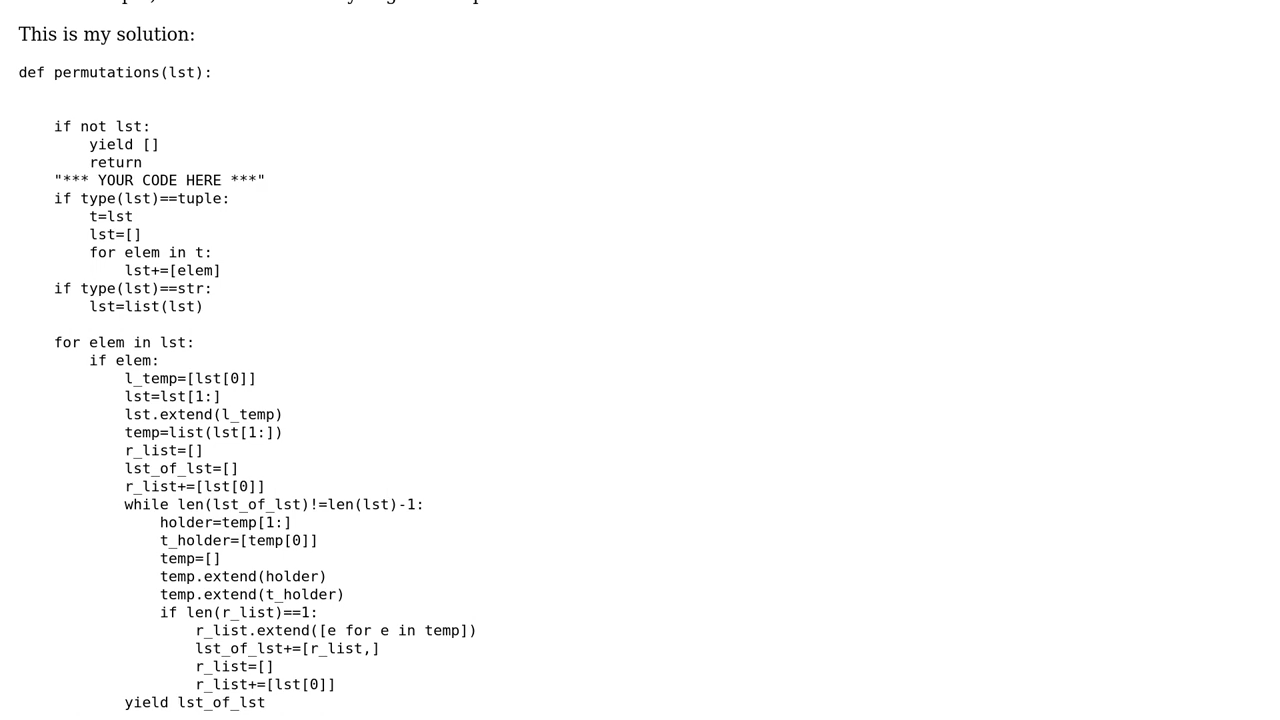 This is my solution:
def permutations(lst):
    if not lst:
        yield []
        return
    "*** YOUR CODE HERE ***"
    if type(lst)==tuple:
        t=lst
        lst=[]
        for elem in t:
            lst+=[elem]
    if type(lst)==str:
        lst=list(lst)
    for elem in lst:
        if elem:
            l_temp=[lst[0]]
            lst=lst[1:]
            lst.extend(l_temp)
            temp=list(lst[1:])
            r_list=[]
            lst_of_lst=[]
            r_list+=[lst[0]]
            while len(lst_of_lst)!=len(lst)-1:
                holder=temp[1:]
                t_holder=[temp[0]]
                temp=[]
                temp.extend(holder)
                temp.extend(t_holder)
                if len(r_list)==1:
                    r_list.extend([e for e in temp])
                    lst_of_lst+=[r_list,]
                    r_list=[]
                    r_list+=[lst[0]]
            yield lst_of_lst